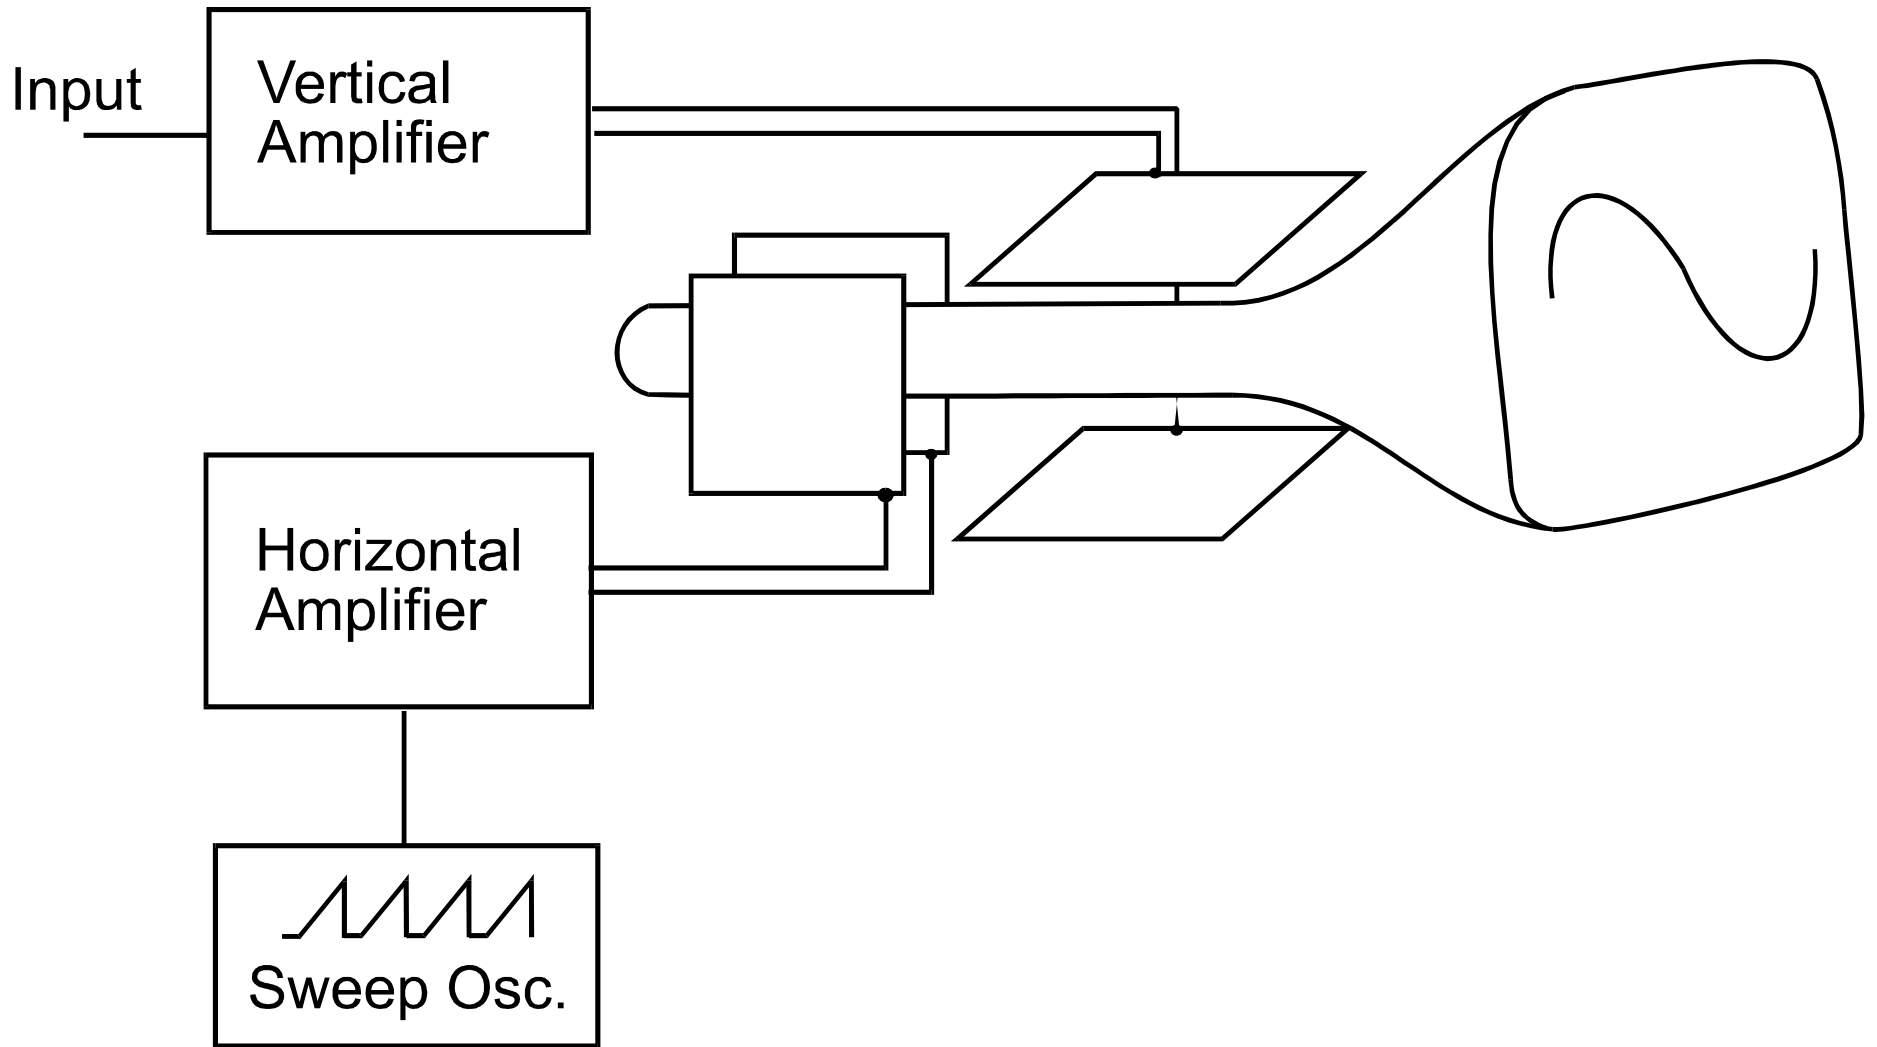 Input
Vertical
Amplifier
Horizontal
Amplifier
Sweep Osc.